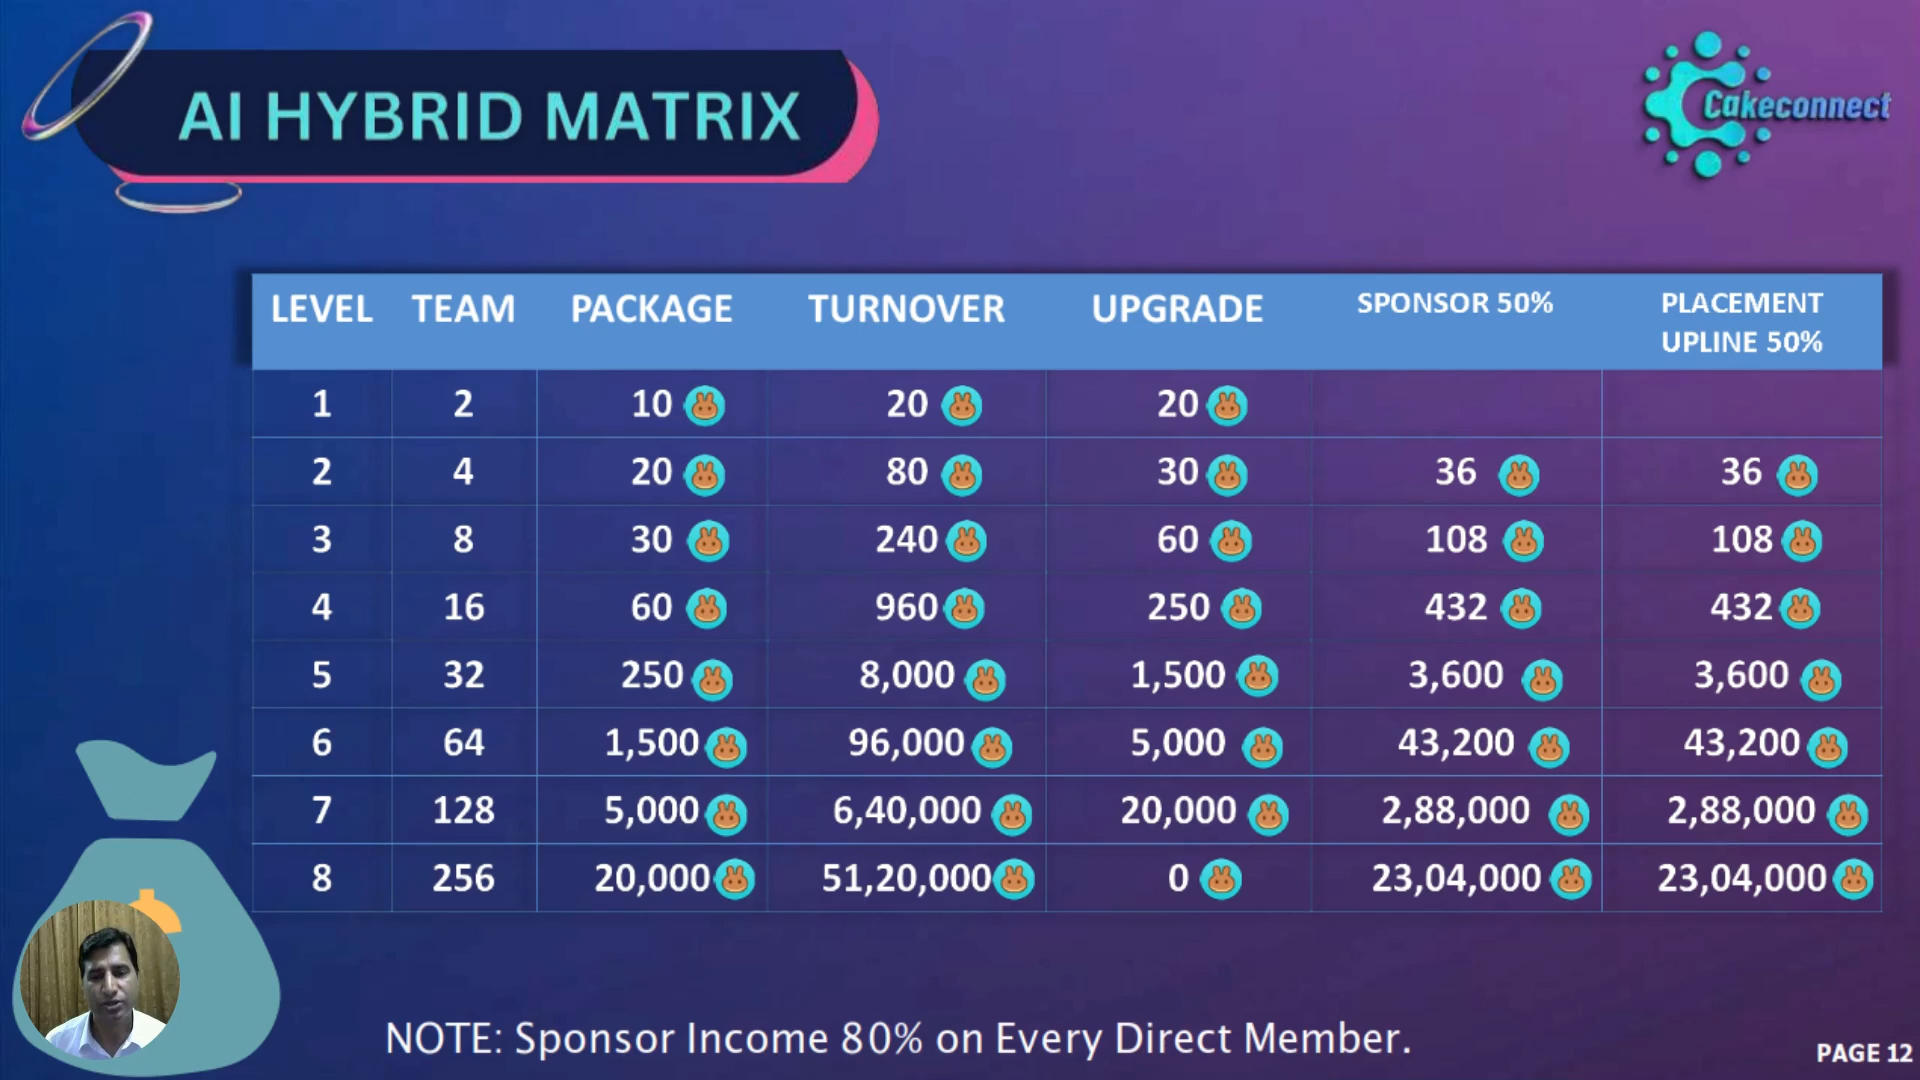 AI HYBRID MATRIX
Cakeconnect
LEVEL TEAM PACKAGE TURNOVER UPGRADE SPONSOR 50% PLACEMENT UPLINE 50%
1 2 10 20 20
2 4 20 80 30 36 36
3 8 30 240 60 108 108
4 16 60 960 250 432 432
5 32 250 8,000 1,500 3,600 3,600
6 64 1,500 96,000 5,000 43,200 43,200
7 128 5,000 6,40,000 20,000 2,88,000 2,88,000
8 256 20,000 51,20,000 0 23,04,000 23,04,000
NOTE: Sponsor Income 80% on Every Direct Member.
PAGE 12